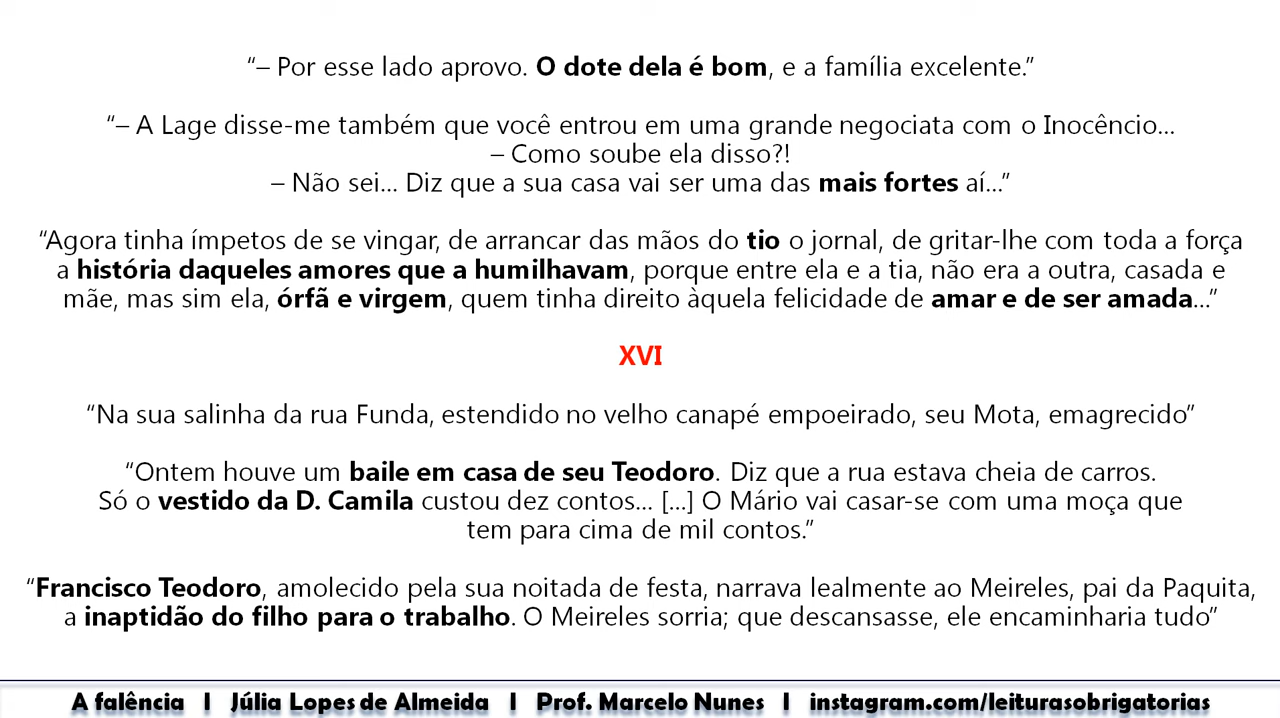 “– Por esse lado aprovo. O dote dela é bom, e a família excelente.”
“– A Lage disse-me também que você entrou em uma grande negociata com o Inocêncio...
– Como soube ela disso?!
– Não sei... Diz que a sua casa vai ser uma das mais fortes aí...”
“Agora tinha ímpetos de se vingar, de arrancar das mãos do tio o jornal, de gritar-lhe com toda a força
a história daqueles amores que a humilhavam, porque entre ela e a tia, não era a outra, casada e
mãe, mas sim ela, órfã e virgem, quem tinha direito àquela felicidade de amar e de ser amada...”
XVI
“Na sua salinha da rua Funda, estendido no velho canapé empoeirado, seu Mota, emagrecido”
“Ontem houve um baile em casa de seu Teodoro. Diz que a rua estava cheia de carros.
Só o vestido da D. Camila custou dez contos... [...] O Mário vai casar-se com uma moça que
tem para cima de mil contos.”
“Francisco Teodoro, amolecido pela sua noitada de festa, narrava lealmente ao Meireles, pai da Paquita,
a inaptidão do filho para o trabalho. O Meireles sorria; que descansasse, ele encaminharia tudo”
A falência I Júlia Lopes de Almeida I Prof. Marcelo Nunes I instagram.com/leiturasobrigatorias